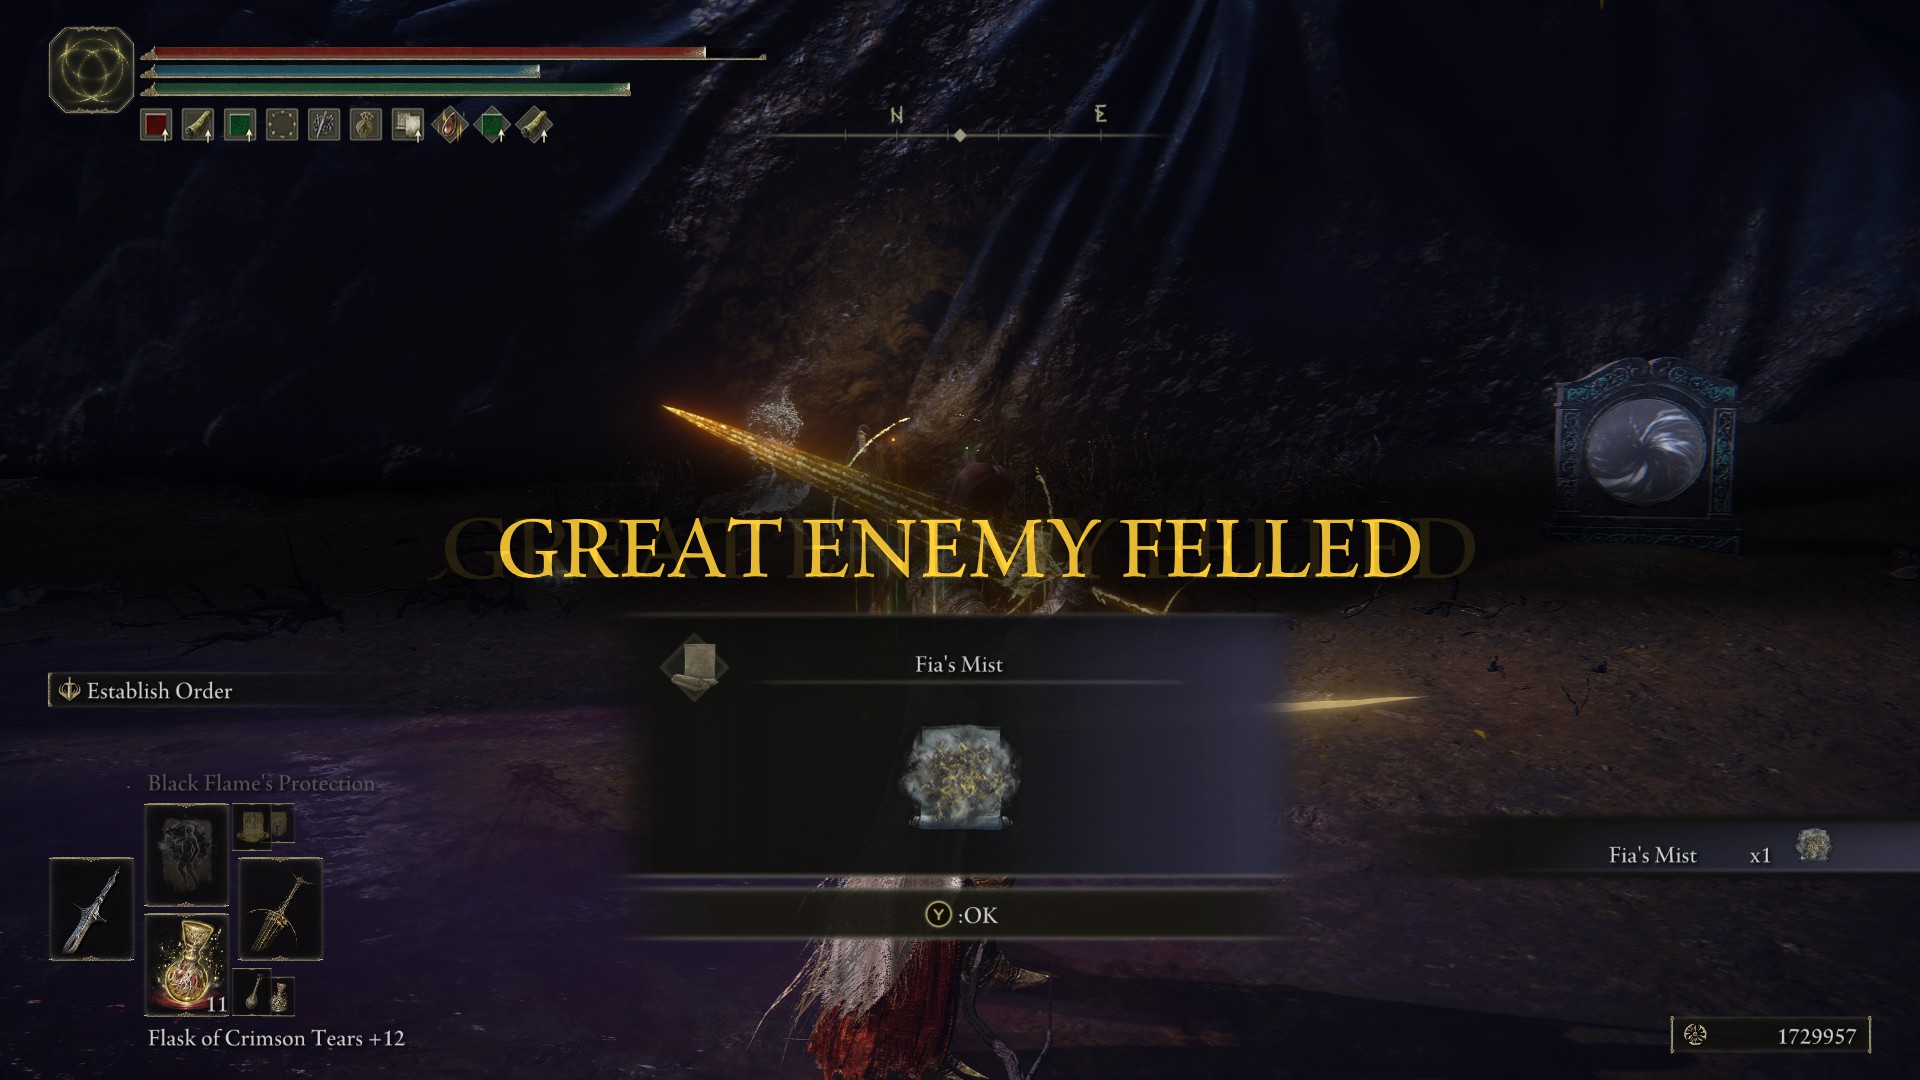 N
E
GREAT ENEMY FELLED
Fia's Mist
Establish Order
Black Flame's Protection
Fia's Mist x1
Y :OK
11
Flask of Crimson Tears +12
1729957